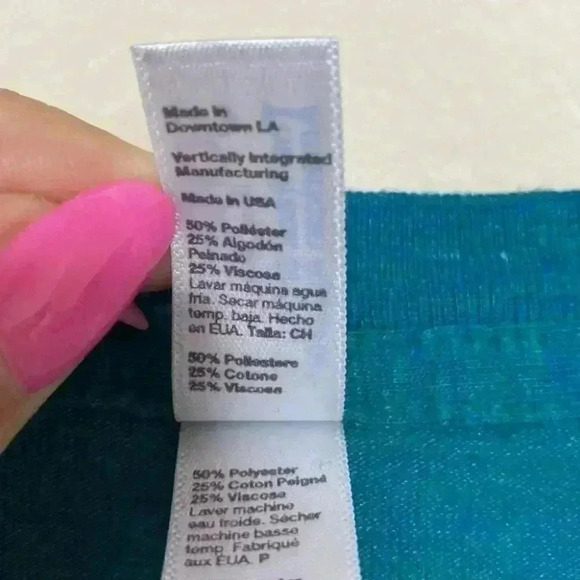 Made in
Downtown LA
Vertically Integrated
Manufacturing
Made in USA
50% Poliéster
25% Algodón
Peinado
25% Viscosa
Lavar máquina agua
fría. Secar máquina
temp. baja. Hecho
en EUA. Talla: CH
50% Poliestere
25% Cotone
25% Viscosa
50% Polyester
25% Coton Peigné
25% Viscose
Laver machine
eau froide. Sécher
machine basse
temp. Fabriqué
aux ÉUA. P